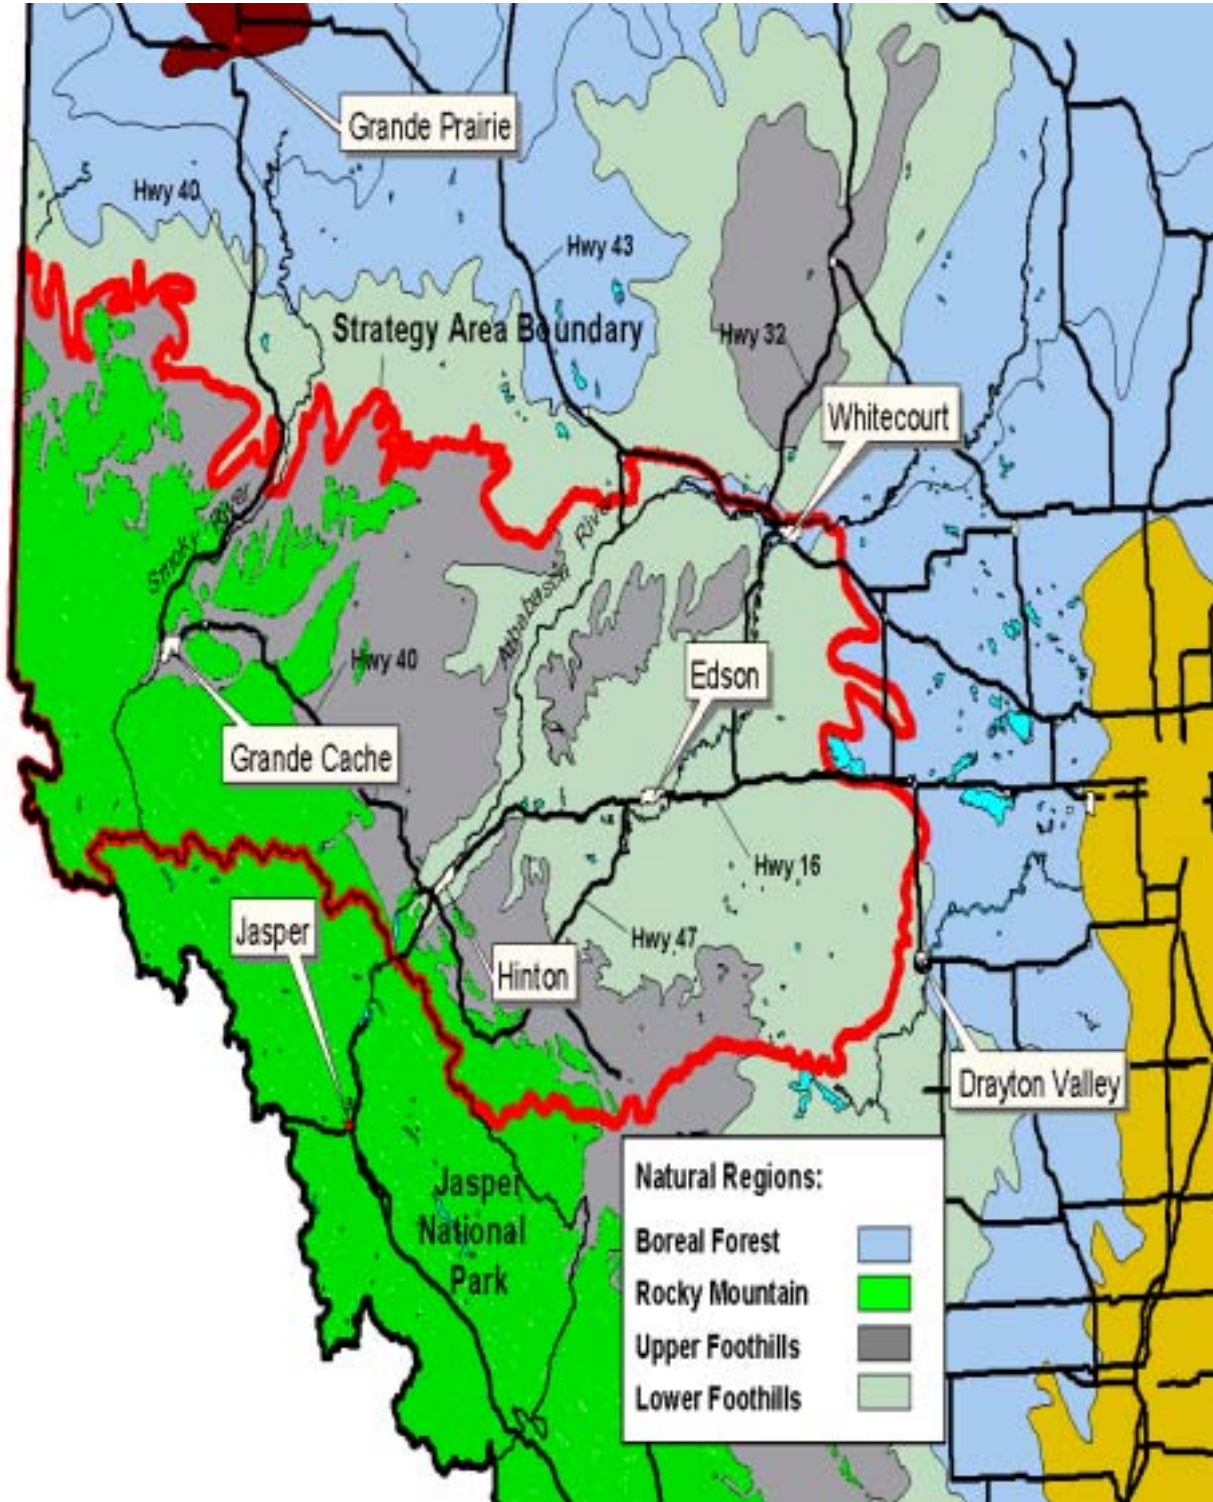 Grande Prairie
Hwy 40
Hwy 43
Strategy Area Boundary
Hwy 32
Whitecourt
Smoky River
Athabasca River
Hwy 40
Edson
Grande Cache
Hwy 16
Jasper
Hwy 47
Hinton
Drayton Valley
Jasper
National
Park
Natural Regions:
Boreal Forest
Rocky Mountain
Upper Foothills
Lower Foothills